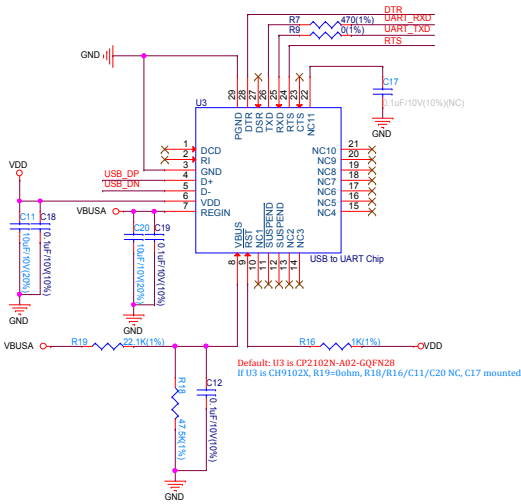 DTR
R7 470(1%) UART_RXD
R9 0(1%) UART_TXD
RTS
GND
29 28 27 26 25 24 23 22
C17
0.1uF/10V(10%)(NC)
GND
U3
PGND DTR DSR TXD RXD RTS CTS NC11
1 DCD
2 RI
3 GND
USB_DP 4 D+
USB_DN 5 D-
6 VDD
VBUSA 7 REGIN
NC10 21
NC9 20
NC8 19
NC7 18
NC6 17
NC5 16
NC4 15
VBUS RST NC1 SUSPEND SUSPEND NC2 NC3
8 9 10 11 12 13 14
USB to UART Chip
VDD
C11 C18
10uF/10V(20%)
0.1uF/10V(10%)
GND
C20 C19
10uF/10V(20%)
0.1uF/10V(10%)
GND
VBUSA R19 22.1K(1%)
R16 1K(1%) VDD
R18
47.5K(1%)
C12
0.1uF/10V(10%)
GND
Default: U3 is CP2102N-A02-GQFN28
If U3 is CH9102X, R19=0ohm, R18/R16/C11/C20 NC, C17 mounted